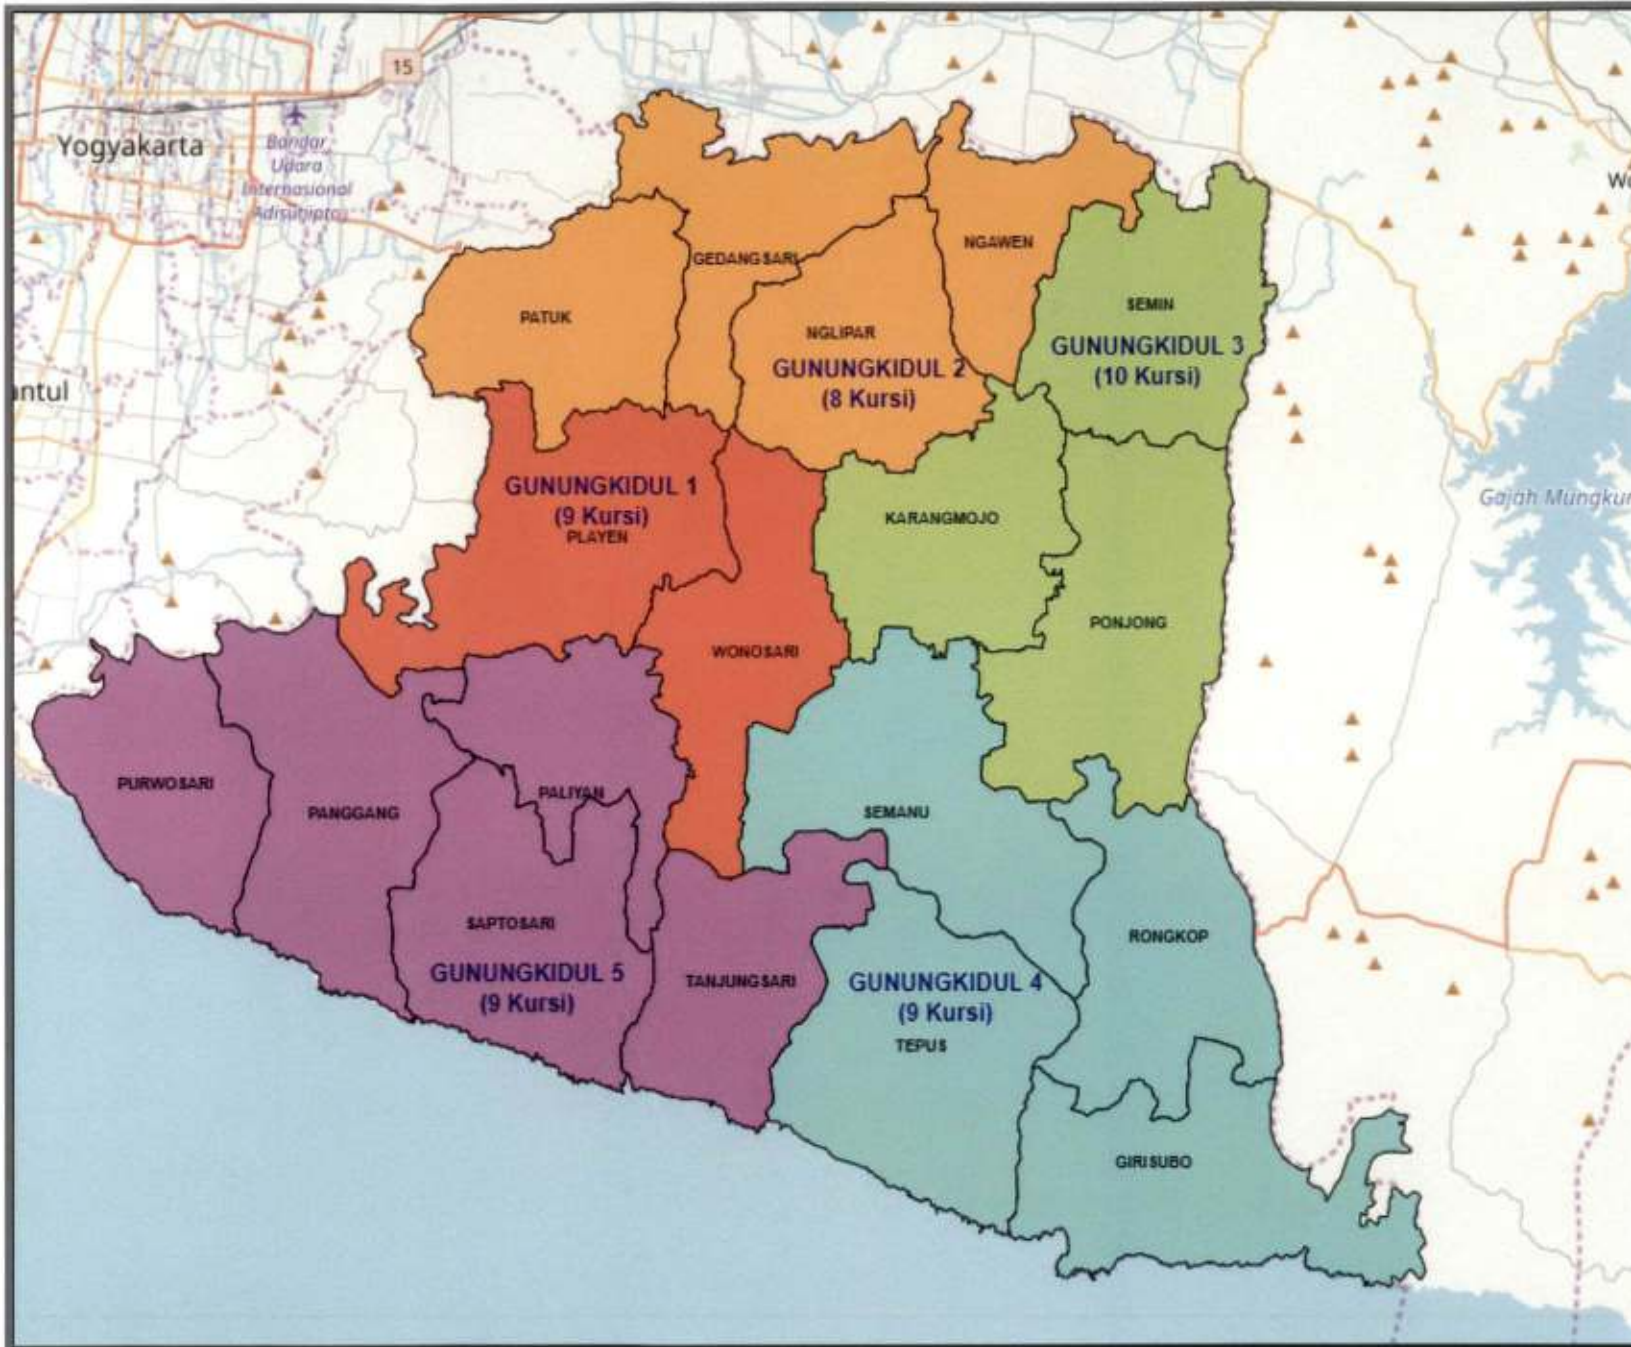 15
Yogyakarta
Bandar
Udara
Internasional
Adisutjipto
antul
GEDANGSARI
NGAWEN
PATUK
NGLIPAR
GUNUNGKIDUL 2
(8 Kursi)
SEMIN
GUNUNGKIDUL 3
(10 Kursi)
GUNUNGKIDUL 1
(9 Kursi)
PLAYEN
KARANGMOJO
Gajah Mungkur
PONJONG
WONOSARI
PURWOSARI
PANGGANG
PALIYAN
SEMANU
SAPTOSARI
GUNUNGKIDUL 5
(9 Kursi)
TANJUNGSARI
RONGKOP
GUNUNGKIDUL 4
(9 Kursi)
TEPUS
GIRISUBO